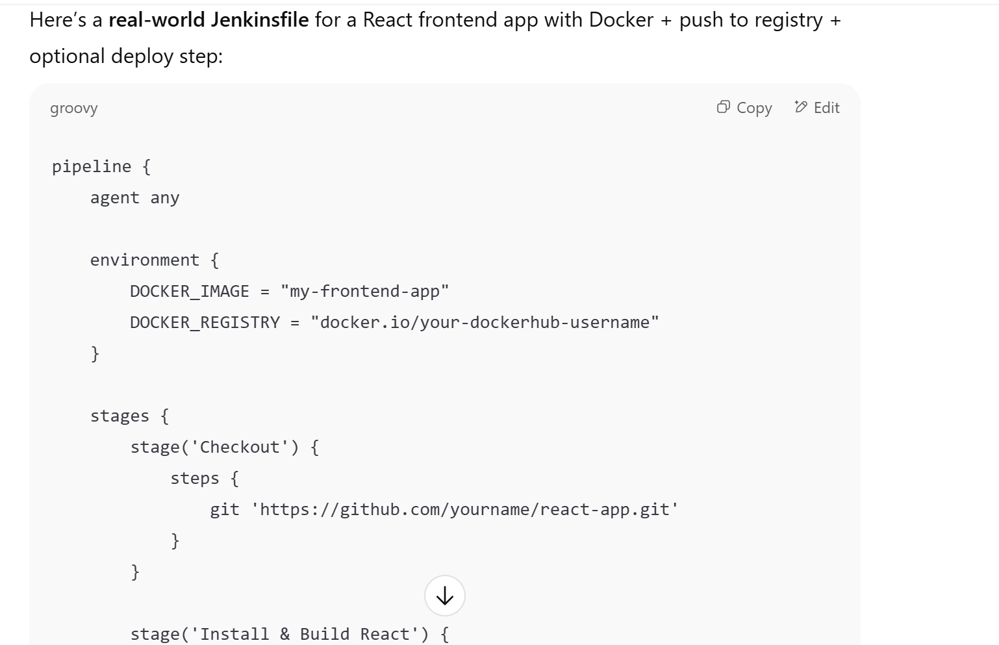 Here’s a real-world Jenkinsfile for a React frontend app with Docker + push to registry +
optional deploy step:
groovy
Copy
Edit
pipeline {
    agent any

    environment {
        DOCKER_IMAGE = "my-frontend-app"
        DOCKER_REGISTRY = "docker.io/your-dockerhub-username"
    }

    stages {
        stage('Checkout') {
            steps {
                git 'https://github.com/yourname/react-app.git'
            }
        }

        stage('Install & Build React') {